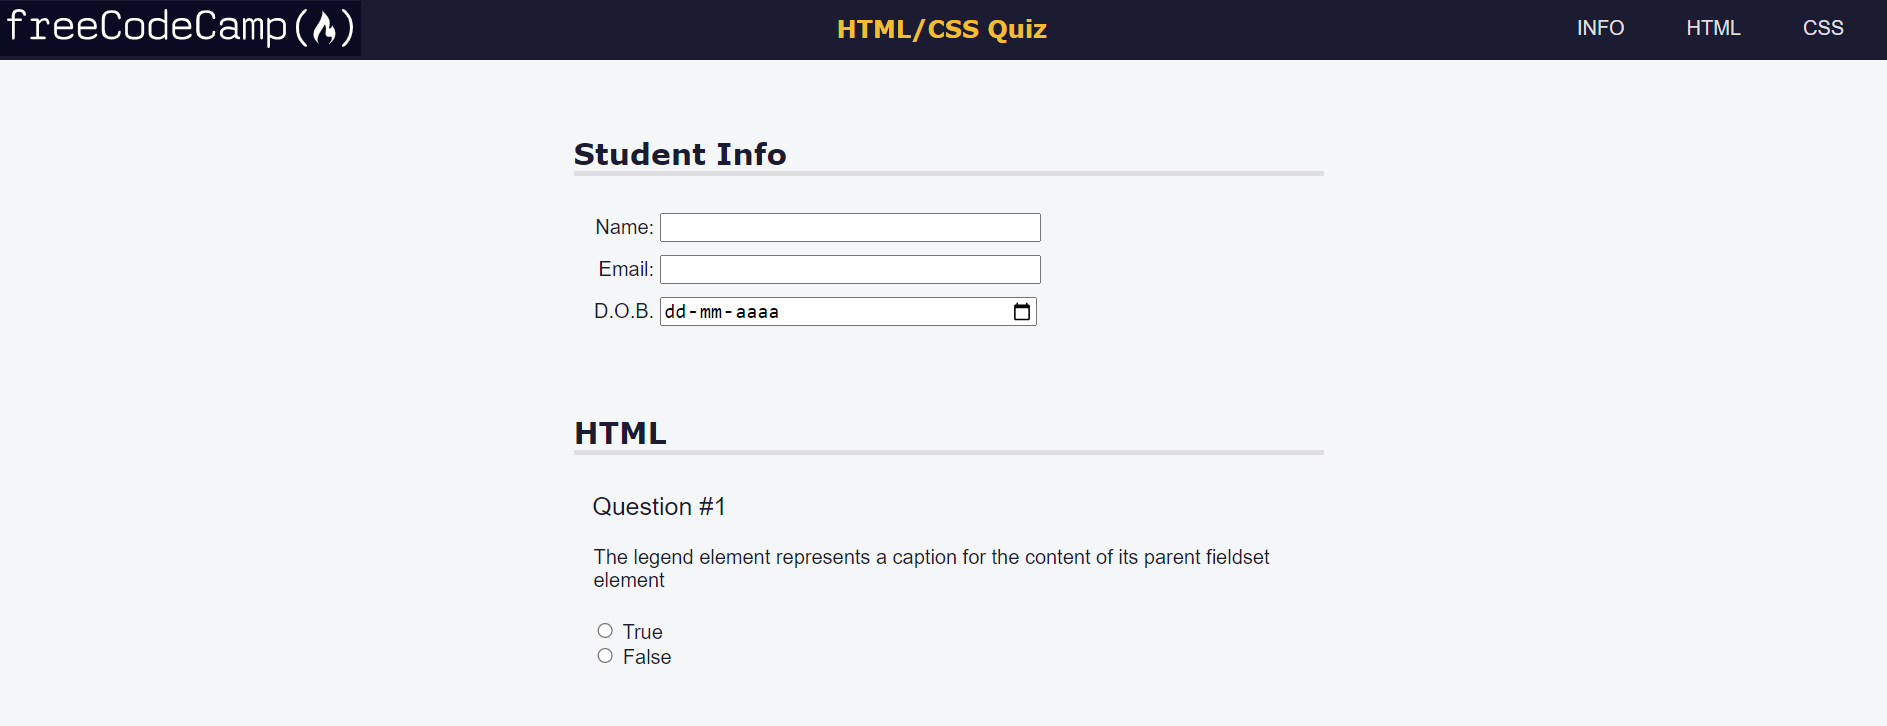 freeCodeCamp
HTML/CSS Quiz
INFO
HTML
CSS
Student Info
Name:
Email:
D.O.B.
dd-mm-aaaa
HTML
Question #1
The legend element represents a caption for the content of its parent fieldset
element
True
False